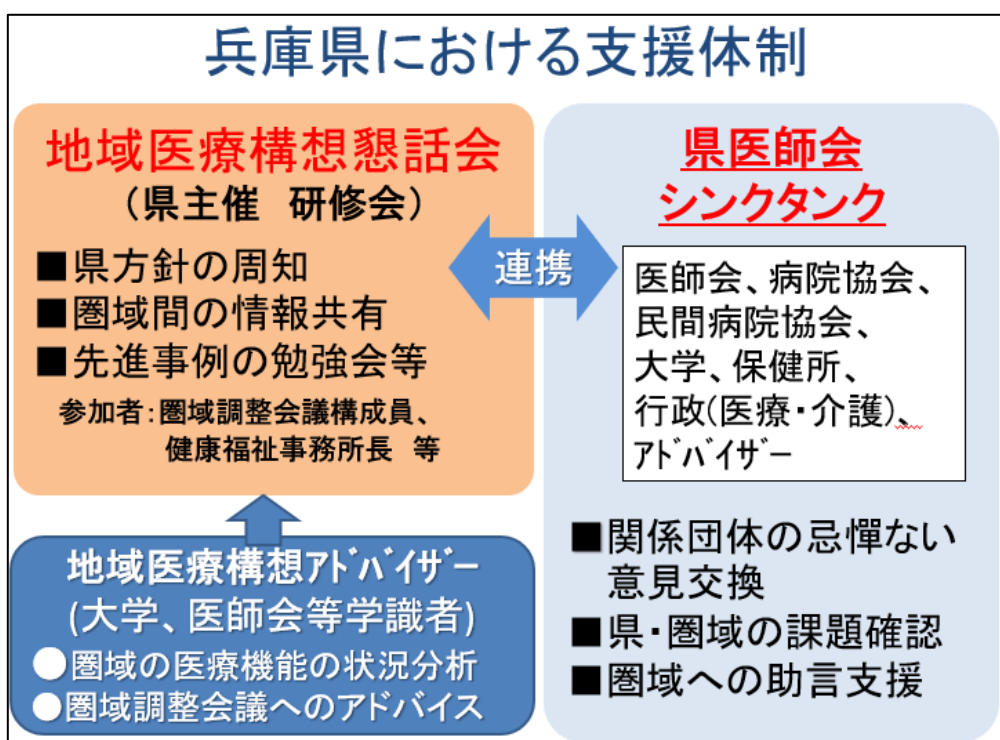 兵庫県における支援体制
地域医療構想懇話会
(県主催　研修会)
■県方針の周知
■圏域間の情報共有
■先進事例の勉強会等
参加者:圏域調整会議構成員、
健康福祉事務所長　等
連携
県医師会
シンクタンク
医師会、病院協会、
民間病院協会、
大学、保健所、
行政(医療・介護)、
ｱﾄﾞﾊﾞｲｻﾞｰ
■関係団体の忌憚ない
意見交換
■県・圏域の課題確認
■圏域への助言支援
地域医療構想ｱﾄﾞﾊﾞｲｻﾞｰ
(大学、医師会等学識者)
●圏域の医療機能の状況分析
●圏域調整会議へのアドバイス